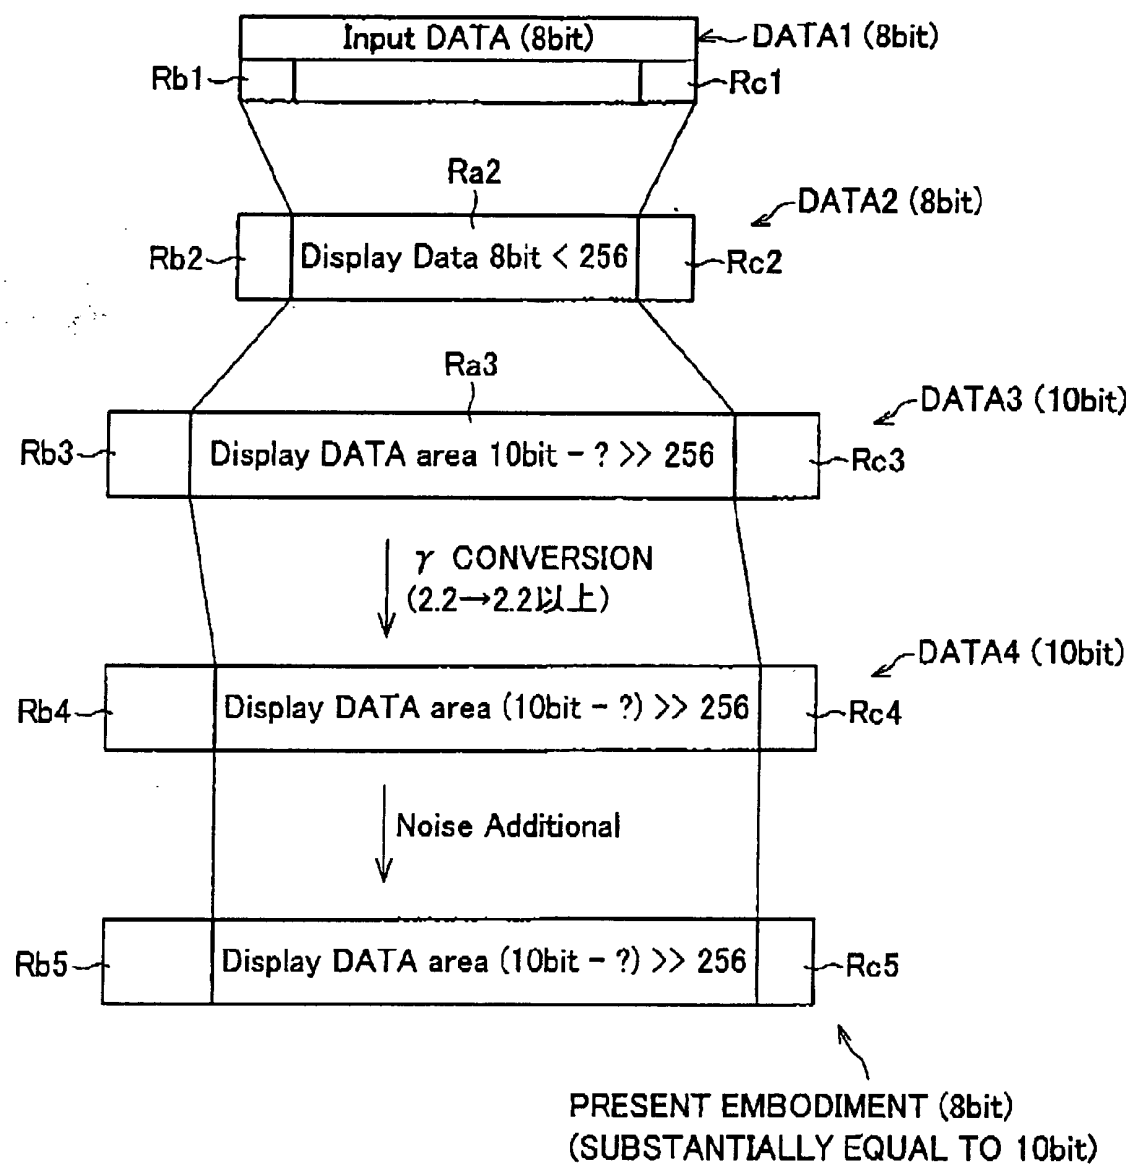 Input DATA (8bit)
DATA1 (8bit)
Rb1
Rc1
Ra2
DATA2 (8bit)
Rb2
Display Data 8bit < 256
Rc2
Ra3
DATA3 (10bit)
Rb3
Display DATA area 10bit - ? >> 256
Rc3
γ CONVERSION
(2.2→2.2以上)
DATA4 (10bit)
Rb4
Display DATA area (10bit - ?) >> 256
Rc4
Noise Additional
Rb5
Display DATA area (10bit - ?) >> 256
Rc5
PRESENT EMBODIMENT (8bit)
(SUBSTANTIALLY EQUAL TO 10bit)